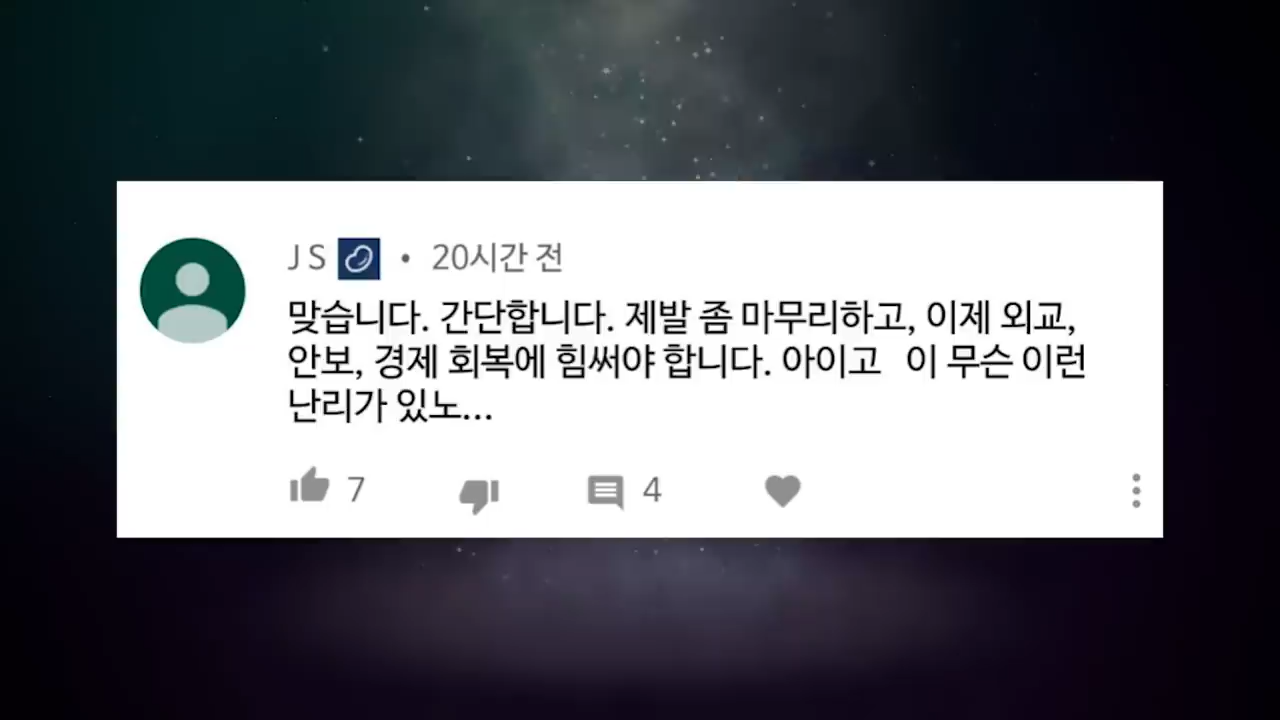 J S • 20시간 전
맞습니다. 간단합니다. 제발 좀 마무리하고, 이제 외교,
안보, 경제 회복에 힘써야 합니다. 아이고 이 무슨 이런
난리가 있노...
7 4